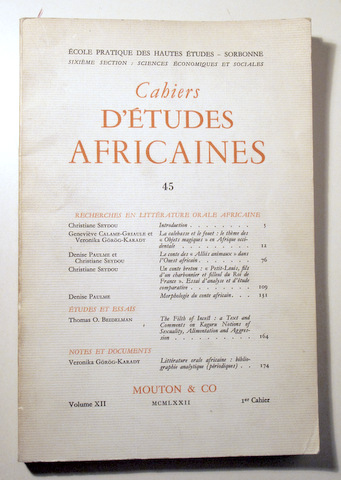 ÉCOLE PRATIQUE DES HAUTES ÉTUDES – SORBONNE
SIXIÈME SECTION : SCIENCES ÉCONOMIQUES ET SOCIALES
Cahiers
D'ÉTUDES
AFRICAINES
45
RECHERCHES EN LITTÉRATURE ORALE AFRICAINE
Christiane SEYDOU Introduction . . . . . . . . 5
Geneviève CALAME-GRIAULE et La calebasse et le fouet : le thème des
Veronika GÖRÖG-KARADY « Objets magiques » en Afrique occi-
dentale . . . . . . . . . . 12
Denise PAULME et Le conte des « Alliés animaux » dans
Christiane SEYDOU l'Ouest africain . . . . . . . 76
Christiane SEYDOU Un conte breton : « Petit-Louis, fils
d'un charbonnier et filleul du Roi de
France ». Essai d'analyse et d'étude
comparative . . . . . . . . 109
Denise PAULME Morphologie du conte africain . . . 131
ÉTUDES ET ESSAIS
Thomas O. BEIDELMAN The Filth of Incest : a Text and
Comments on Kaguru Notions of
Sexuality, Alimentation and Aggres-
sion . . . . . . . . . . . 164
NOTES ET DOCUMENTS
Veronika GÖRÖG-KARADY Littérature orale africaine : biblio-
graphie analytique (périodiques) . . 174
MOUTON & CO
Volume XII MCMLXXII 1er Cahier